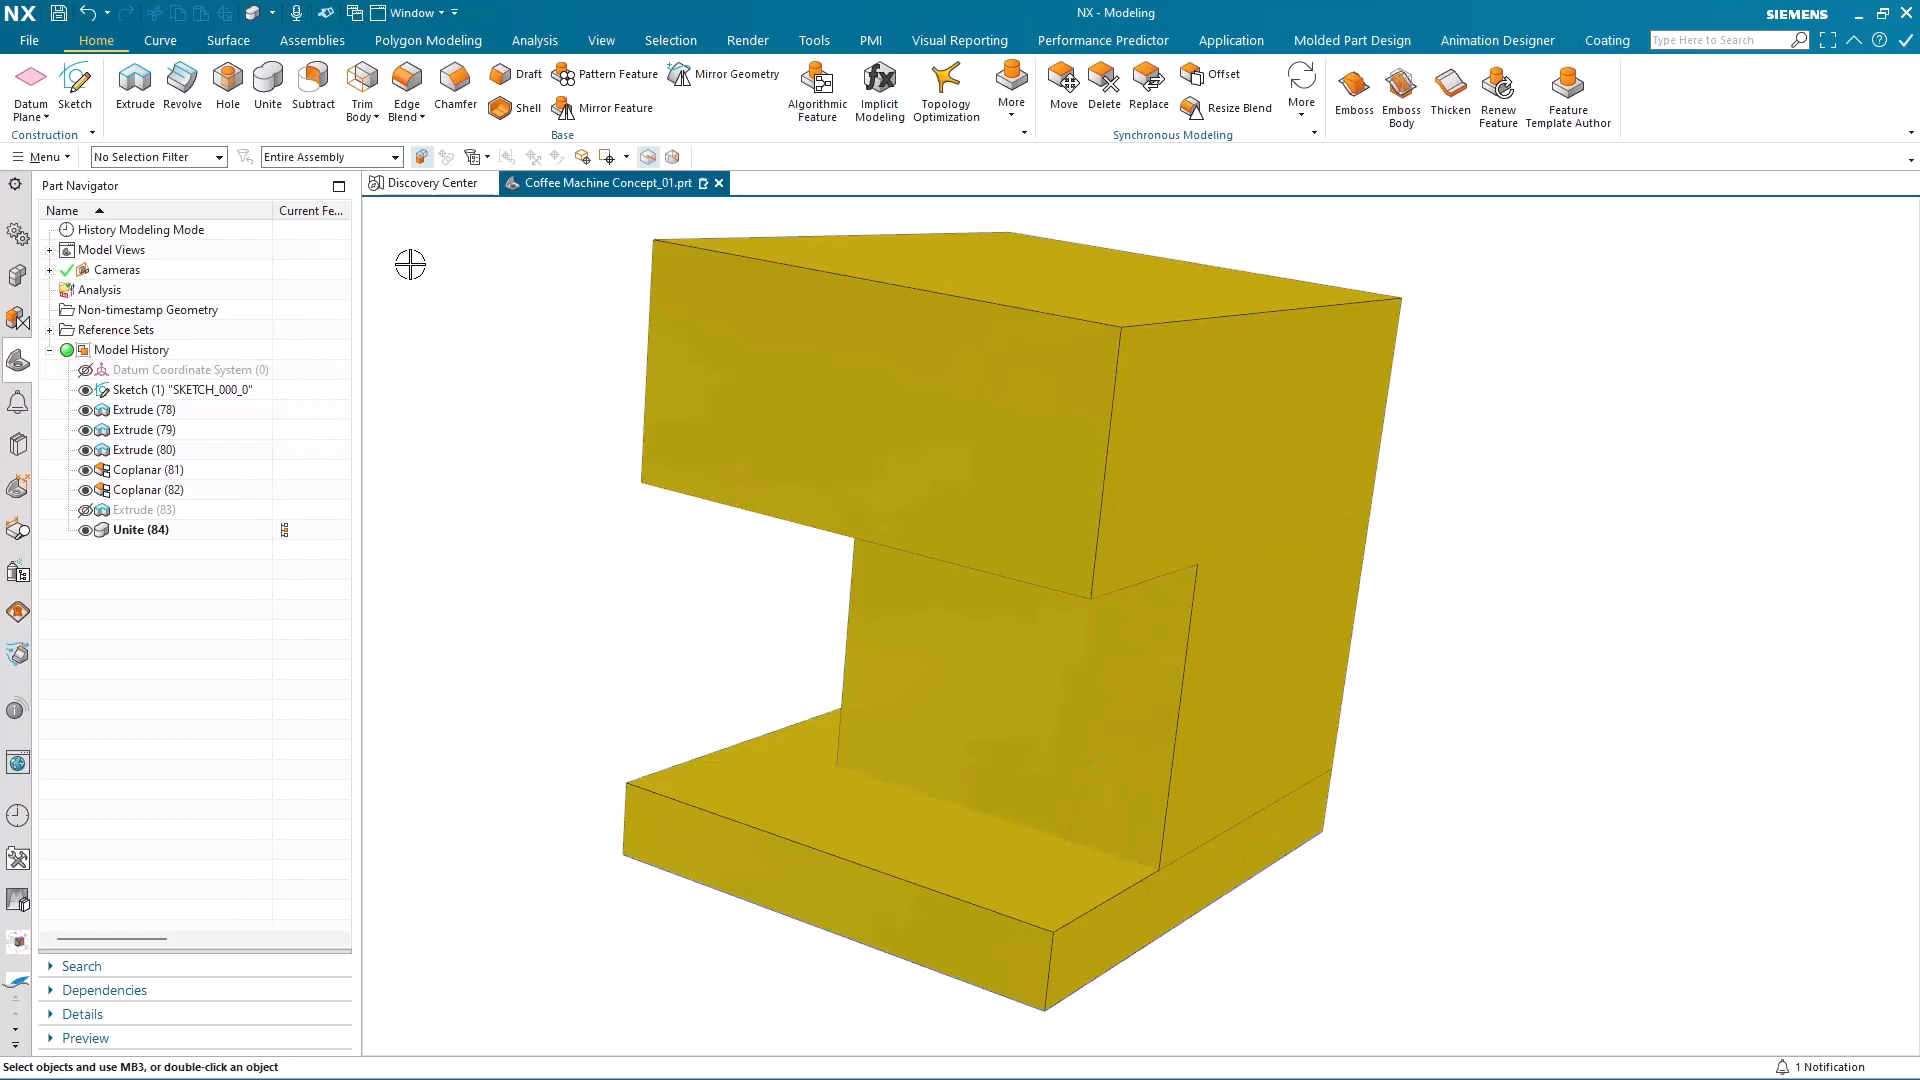 NX
Window
NX - Modeling
SIEMENS
File
Home
Curve
Surface
Assemblies
Polygon Modeling
Analysis
View
Selection
Render
Tools
PMI
Visual Reporting
Performance Predictor
Application
Molded Part Design
Animation Designer
Coating
Type Here to Search
Datum
Plane
Sketch
Extrude
Revolve
Hole
Unite
Subtract
Trim
Body
Edge
Blend
Chamfer
Draft
Shell
Pattern Feature
Mirror Feature
Mirror Geometry
Algorithmic
Feature
Implicit
Modeling
Topology
Optimization
More
Move
Delete
Replace
Offset
Resize Blend
More
Emboss
Emboss
Body
Thicken
Renew
Feature
Feature
Template Author
Construction
Base
Synchronous Modeling
Menu
No Selection Filter
Entire Assembly
Part Navigator
Discovery Center
Coffee Machine Concept_01.prt
Name
Current Fe...
History Modeling Mode
Model Views
Cameras
Analysis
Non-timestamp Geometry
Reference Sets
Model History
Datum Coordinate System (0)
Sketch (1) "SKETCH_000_0"
Extrude (78)
Extrude (79)
Extrude (80)
Coplanar (81)
Coplanar (82)
Extrude (83)
Unite (84)
Search
Dependencies
Details
Preview
Select objects and use MB3, or double-click an object
1 Notification